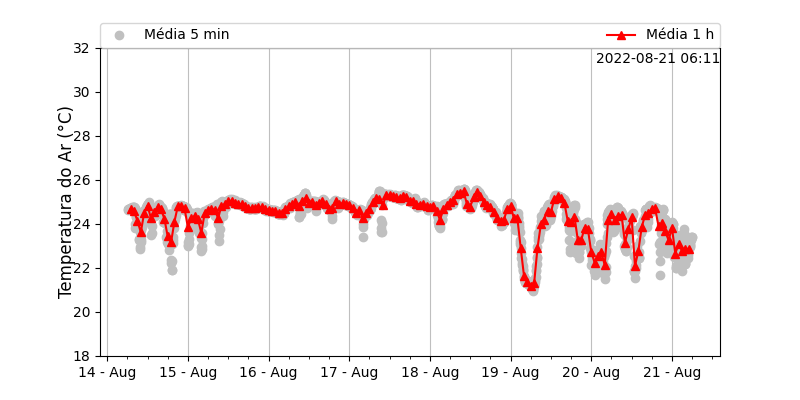 Média 5 min
Média 1 h
2022-08-21 06:11
Temperatura do Ar (°C)
32
30
28
26
24
22
20
18
14 - Aug
15 - Aug
16 - Aug
17 - Aug
18 - Aug
19 - Aug
20 - Aug
21 - Aug